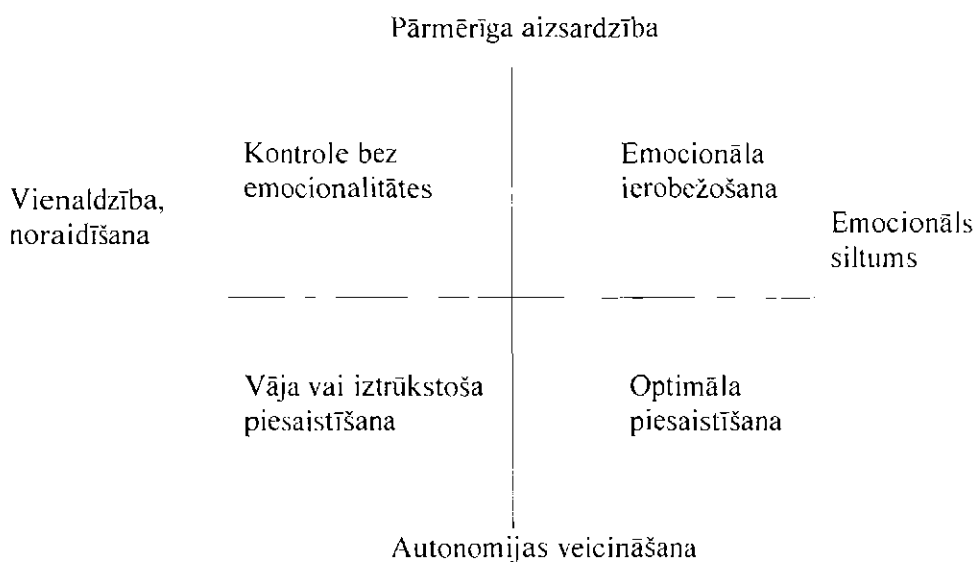 Pārmērīga aizsardzība
Kontrole bez
emocionalitātes
Emocionāla
ierobežošana
Vienaldzība,
noraidīšana
Emocionāls
siltums
Vāja vai iztrūkstoša
piesaistīšana
Optimāla
piesaistīšana
Autonomijas veicināšana